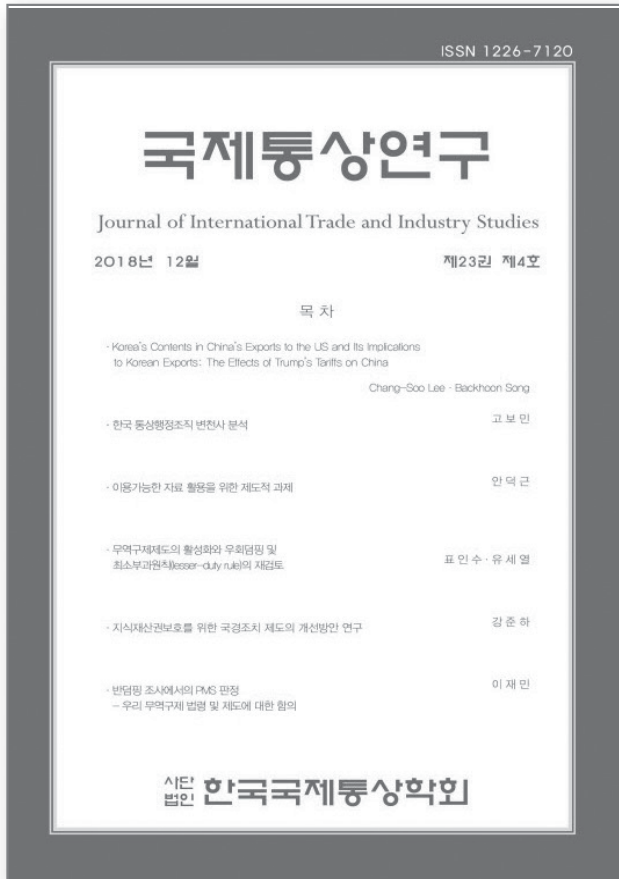 ISSN 1226-7120
국제통상연구
Journal of International Trade and Industry Studies
2018년 12월 제23권 제4호
목 차
· Korea's Contents in China's Exports to the US and Its Implications
to Korean Exports: The Effects of Trump's Tariffs on China
Chang-Soo Lee · Backhoon Song
· 한국 통상행정조직 변천사 분석 고 보 민
· 이용가능한 자료 활용을 위한 제도적 과제 안 덕 근
· 무역구제제도의 활성화와 우회덤핑 및
최소부과원칙(lesser-duty rule)의 재검토 표 인 수 · 유 세 열
· 지식재산권보호를 위한 국경조치 제도의 개선방안 연구 강 준 하
· 반덤핑 조사에서의 PMS 판정 이 재 민
- 우리 무역구제 법령 및 제도에 대한 함의
사단
법인 한국국제통상학회